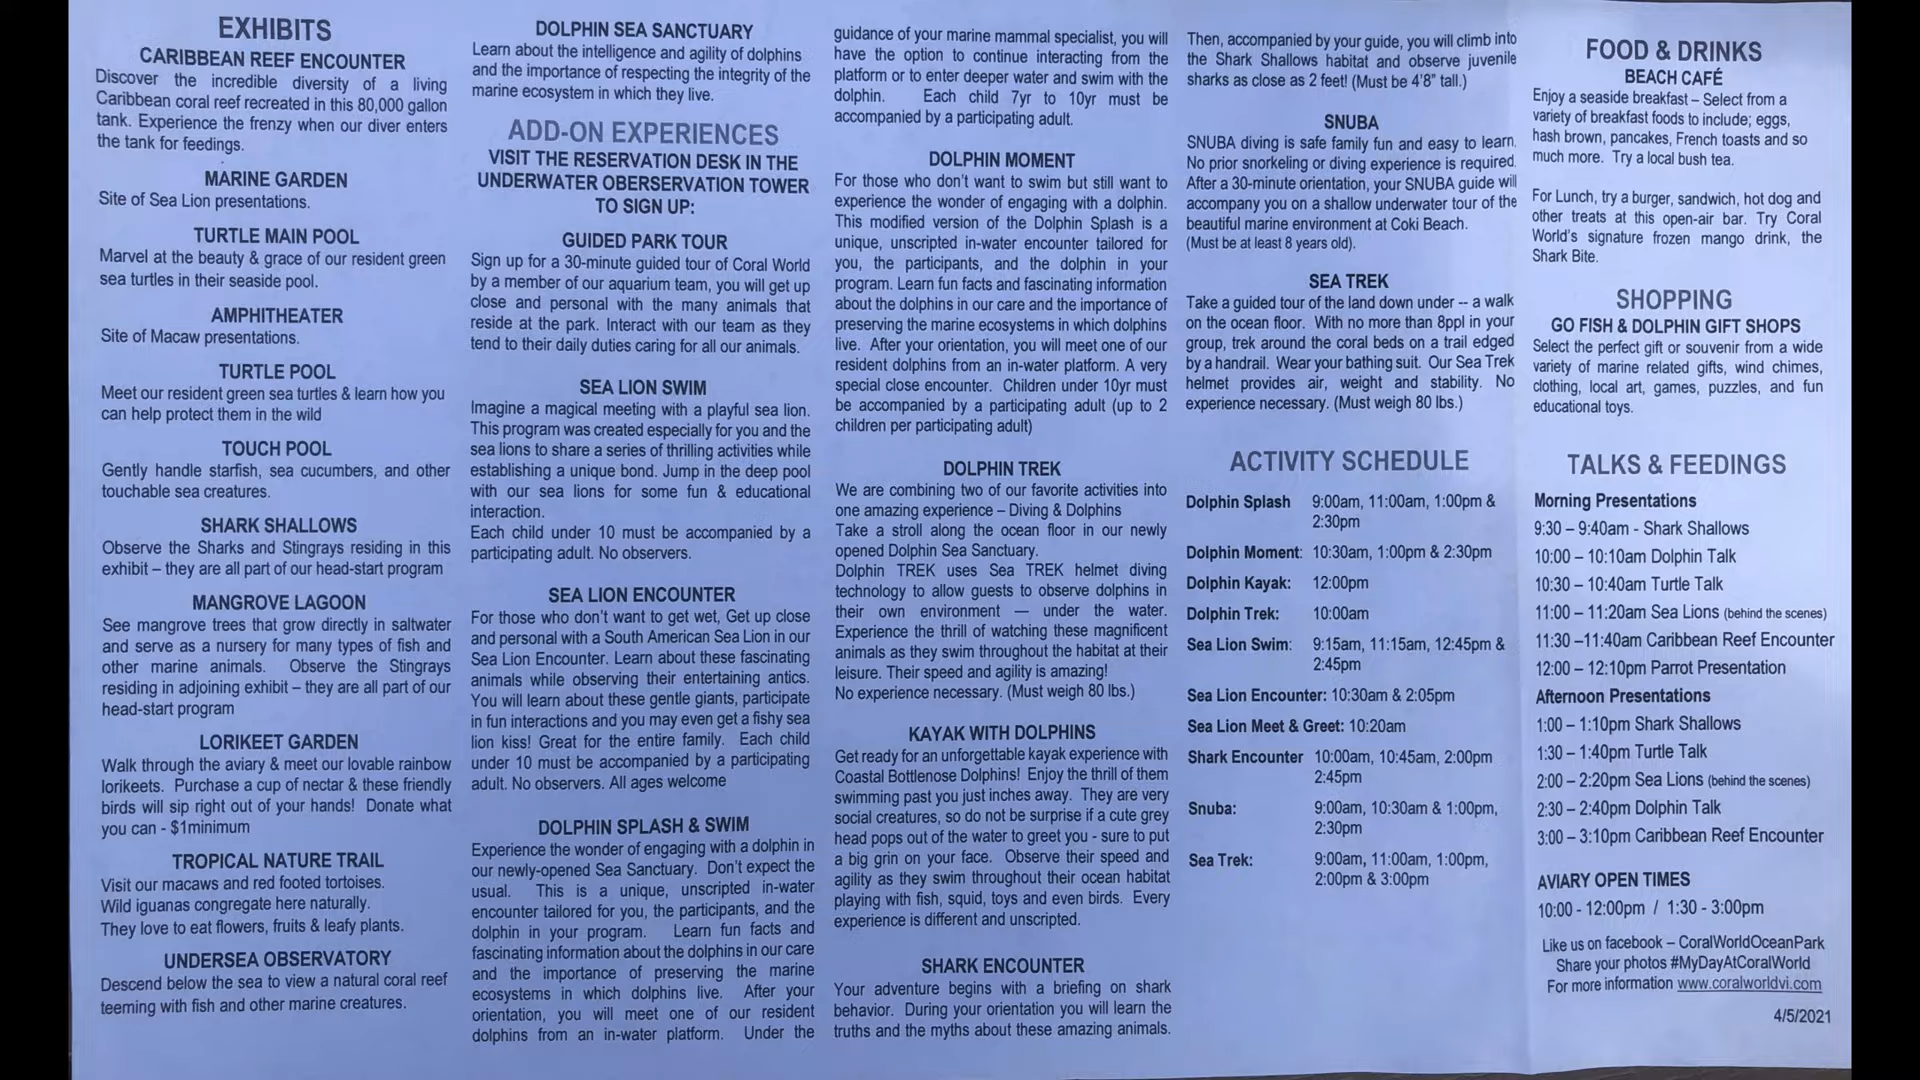 EXHIBITS
CARIBBEAN REEF ENCOUNTER
Discover the incredible diversity of a living
Caribbean coral reef recreated in this 80,000 gallon
tank. Experience the frenzy when our diver enters
the tank for feedings.
MARINE GARDEN
Site of Sea Lion presentations.
TURTLE MAIN POOL
Marvel at the beauty & grace of our resident green
sea turtles in their seaside pool.
AMPHITHEATER
Site of Macaw presentations.
TURTLE POOL
Meet our resident green sea turtles & learn how you
can help protect them in the wild
TOUCH POOL
Gently handle starfish, sea cucumbers, and other
touchable sea creatures.
SHARK SHALLOWS
Observe the Sharks and Stingrays residing in this
exhibit – they are all part of our head-start program
MANGROVE LAGOON
See mangrove trees that grow directly in saltwater
and serve as a nursery for many types of fish and
other marine animals. Observe the Stingrays
residing in adjoining exhibit – they are all part of our
head-start program
LORIKEET GARDEN
Walk through the aviary & meet our lovable rainbow
lorikeets. Purchase a cup of nectar & these friendly
birds will sip right out of your hands! Donate what
you can - $1minimum
TROPICAL NATURE TRAIL
Visit our macaws and red footed tortoises.
Wild iguanas congregate here naturally.
They love to eat flowers, fruits & leafy plants.
UNDERSEA OBSERVATORY
Descend below the sea to view a natural coral reef
teeming with fish and other marine creatures.
DOLPHIN SEA SANCTUARY
Learn about the intelligence and agility of dolphins
and the importance of respecting the integrity of the
marine ecosystem in which they live.
ADD-ON EXPERIENCES
VISIT THE RESERVATION DESK IN THE
UNDERWATER OBERSERVATION TOWER
TO SIGN UP:
GUIDED PARK TOUR
Sign up for a 30-minute guided tour of Coral World
by a member of our aquarium team, you will get up
close and personal with the many animals that
reside at the park. Interact with our team as they
tend to their daily duties caring for all our animals.
SEA LION SWIM
Imagine a magical meeting with a playful sea lion.
This program was created especially for you and the
sea lions to share a series of thrilling activities while
establishing a unique bond. Jump in the deep pool
with our sea lions for some fun & educational
interaction.
Each child under 10 must be accompanied by a
participating adult. No observers.
SEA LION ENCOUNTER
For those who don't want to get wet, Get up close
and personal with a South American Sea Lion in our
Sea Lion Encounter. Learn about these fascinating
animals while observing their entertaining antics.
You will learn about these gentle giants, participate
in fun interactions and you may even get a fishy sea
lion kiss! Great for the entire family. Each child
under 10 must be accompanied by a participating
adult. No observers. All ages welcome
DOLPHIN SPLASH & SWIM
Experience the wonder of engaging with a dolphin in
our newly-opened Sea Sanctuary. Don't expect the
usual. This is a unique, unscripted in-water
encounter tailored for you, the participants, and the
dolphin in your program. Learn fun facts and
fascinating information about the dolphins in our care
and the importance of preserving the marine
ecosystems in which dolphins live. After your
orientation, you will meet one of our resident
dolphins from an in-water platform. Under the
guidance of your marine mammal specialist, you will
have the option to continue interacting from the
platform or to enter deeper water and swim with the
dolphin. Each child 7yr to 10yr must be
accompanied by a participating adult.
DOLPHIN MOMENT
For those who don't want to swim but still want to
experience the wonder of engaging with a dolphin.
This modified version of the Dolphin Splash is a
unique, unscripted in-water encounter tailored for
you, the participants, and the dolphin in your
program. Learn fun facts and fascinating information
about the dolphins in our care and the importance of
preserving the marine ecosystems in which dolphins
live. After your orientation, you will meet one of our
resident dolphins from an in-water platform. A very
special close encounter. Children under 10yr must
be accompanied by a participating adult (up to 2
children per participating adult)
DOLPHIN TREK
We are combining two of our favorite activities into
one amazing experience – Diving & Dolphins
Take a stroll along the ocean floor in our newly
opened Dolphin Sea Sanctuary.
Dolphin TREK uses Sea TREK helmet diving
technology to allow guests to observe dolphins in
their own environment — under the water.
Experience the thrill of watching these magnificent
animals as they swim throughout the habitat at their
leisure. Their speed and agility is amazing!
No experience necessary. (Must weigh 80 lbs.)
KAYAK WITH DOLPHINS
Get ready for an unforgettable kayak experience with
Coastal Bottlenose Dolphins! Enjoy the thrill of them
swimming past you just inches away. They are very
social creatures, so do not be surprise if a cute grey
head pops out of the water to greet you - sure to put
a big grin on your face. Observe their speed and
agility as they swim throughout their ocean habitat
playing with fish, squid, toys and even birds. Every
experience is different and unscripted.
SHARK ENCOUNTER
Your adventure begins with a briefing on shark
behavior. During your orientation you will learn the
truths and the myths about these amazing animals.
Then, accompanied by your guide, you will climb into
the Shark Shallows habitat and observe juvenile
sharks as close as 2 feet! (Must be 4'8" tall.)
SNUBA
SNUBA diving is safe family fun and easy to learn.
No prior snorkeling or diving experience is required.
After a 30-minute orientation, your SNUBA guide will
accompany you on a shallow underwater tour of the
beautiful marine environment at Coki Beach.
(Must be at least 8 years old).
SEA TREK
Take a guided tour of the land down under -- a walk
on the ocean floor. With no more than 8ppl in your
group, trek around the coral beds on a trail edged
by a handrail. Wear your bathing suit. Our Sea Trek
helmet provides air, weight and stability. No
experience necessary. (Must weigh 80 lbs.)
ACTIVITY SCHEDULE
Dolphin Splash 9:00am, 11:00am, 1:00pm &
2:30pm
Dolphin Moment: 10:30am, 1:00pm & 2:30pm
Dolphin Kayak: 12:00pm
Dolphin Trek: 10:00am
Sea Lion Swim: 9:15am, 11:15am, 12:45pm &
2:45pm
Sea Lion Encounter: 10:30am & 2:05pm
Sea Lion Meet & Greet: 10:20am
Shark Encounter 10:00am, 10:45am, 2:00pm
2:45pm
Snuba: 9:00am, 10:30am & 1:00pm,
2:30pm
Sea Trek: 9:00am, 11:00am, 1:00pm,
2:00pm & 3:00pm
FOOD & DRINKS
BEACH CAFÉ
Enjoy a seaside breakfast – Select from a
variety of breakfast foods to include; eggs,
hash brown, pancakes, French toasts and so
much more. Try a local bush tea.
For Lunch, try a burger, sandwich, hot dog and
other treats at this open-air bar. Try Coral
World's signature frozen mango drink, the
Shark Bite.
SHOPPING
GO FISH & DOLPHIN GIFT SHOPS
Select the perfect gift or souvenir from a wide
variety of marine related gifts, wind chimes,
clothing, local art, games, puzzles, and fun
educational toys.
TALKS & FEEDINGS
Morning Presentations
9:30 – 9:40am - Shark Shallows
10:00 – 10:10am Dolphin Talk
10:30 – 10:40am Turtle Talk
11:00 – 11:20am Sea Lions (behind the scenes)
11:30 –11:40am Caribbean Reef Encounter
12:00 – 12:10pm Parrot Presentation
Afternoon Presentations
1:00 – 1:10pm Shark Shallows
1:30 – 1:40pm Turtle Talk
2:00 – 2:20pm Sea Lions (behind the scenes)
2:30 – 2:40pm Dolphin Talk
3:00 – 3:10pm Caribbean Reef Encounter
AVIARY OPEN TIMES
10:00 - 12:00pm / 1:30 - 3:00pm
Like us on facebook – CoralWorldOceanPark
Share your photos #MyDayAtCoralWorld
For more information www.coralworldvi.com
4/5/2021